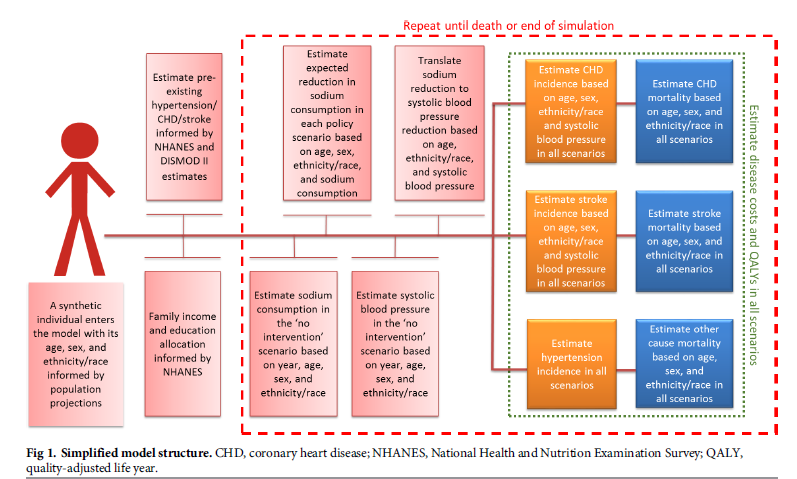 Repeat until death or end of simulation
Estimate pre-
existing
hypertension/
CHD/stroke
informed by
NHANES and
DISMOD II
estimates
Estimate
expected
reduction in
sodium
consumption in
each policy
scenario based
on age, sex,
ethnicity/race,
and sodium
consumption
Translate
sodium
reduction to
systolic blood
pressure
reduction based
on age,
ethnicity/race,
and systolic
blood pressure
Estimate CHD
incidence based
on age, sex,
ethnicity/race
and systolic
blood pressure in
all scenarios
Estimate CHD
mortality based
on age, sex, and
ethnicity/race in
all scenarios
Estimate stroke
incidence based
on age, sex,
ethnicity/race
and systolic
blood pressure in
all scenarios
Estimate stroke
mortality based
on age, sex, and
ethnicity/race in
all scenarios
Estimate disease costs and QALYs in all scenarios
A synthetic
individual enters
the model with its
age, sex, and
ethnicity/race
informed by
population
projections
Family income
and education
allocation
informed by
NHANES
Estimate sodium
consumption in
the ‘no
intervention’
scenario based
on year, age,
sex, and
ethnicity/race
Estimate systolic
blood pressure
in the ‘no
intervention’
scenario based
on year, age,
sex, and
ethnicity/race
Estimate
hypertension
incidence in all
scenarios
Estimate other
cause mortality
based on age,
sex, and
ethnicity/race in
all scenarios
Fig 1. Simplified model structure. CHD, coronary heart disease; NHANES, National Health and Nutrition Examination Survey; QALY,
quality-adjusted life year.